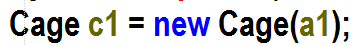 Cage c1 = new Cage(a1);